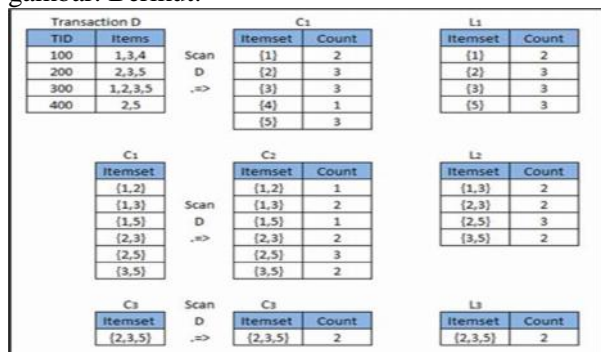 gambar. Berikut:
Transaction D C1 L1
TID Items Itemset Count Itemset Count
100 1,3,4 Scan {1} 2 {1} 2
200 2,3,5 D {2} 3 {2} 3
300 1,2,3,5 .=> {3} 3 {3} 3
400 2,5 {4} 1 {5} 3
{5} 3
C1 C2 L2
Itemset Itemset Count Itemset Count
{1,2} {1,2} 1 {1,3} 2
{1,3} Scan {1,3} 2 {2,3} 2
{1,5} D {1,5} 1 {2,5} 3
{2,3} .=> {2,3} 2 {3,5} 2
{2,5} {2,5} 3
{3,5} {3,5} 2
C3 Scan C3 L3
Itemset D Itemset Count Itemset Count
{2,3,5} .=> {2,3,5} 2 {2,3,5} 2